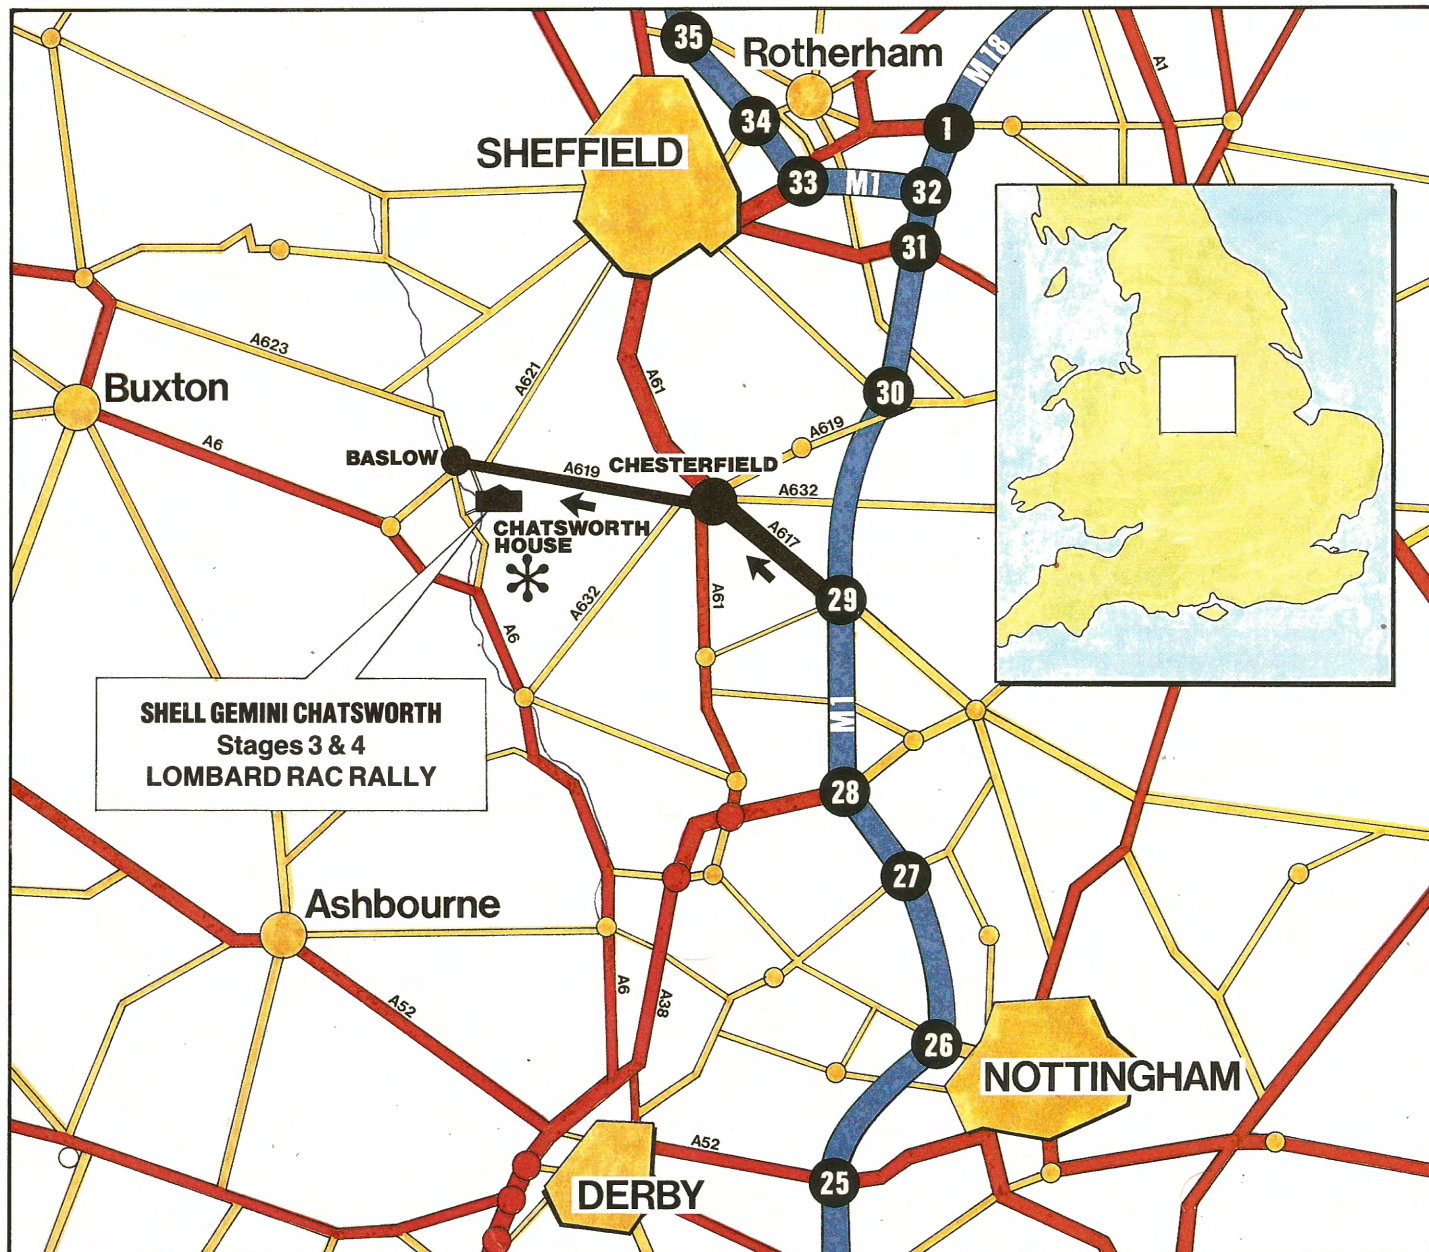 35
Rotherham
M18
A1
34
1
SHEFFIELD
33
M1
32
31
A623
A621
A61
30
Buxton
A6
A619
BASLOW
A619
CHESTERFIELD
A632
CHATSWORTH
HOUSE
A617
A632
A61
29
A6
SHELL GEMINI CHATSWORTH
Stages 3 & 4
LOMBARD RAC RALLY
M1
28
27
Ashbourne
A6
A38
A52
26
NOTTINGHAM
A52
25
DERBY